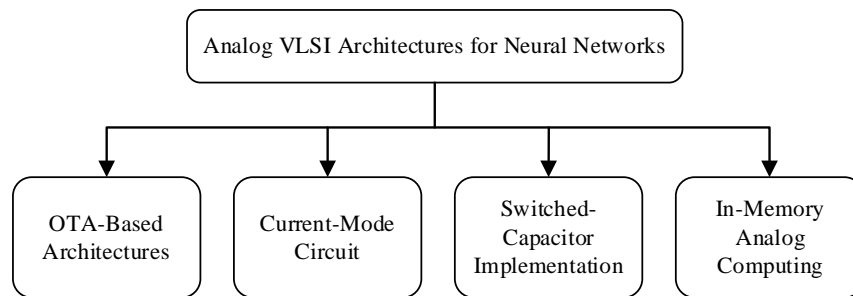 Analog VLSI Architectures for Neural Networks
OTA-Based
Architectures
Current-Mode
Circuit
Switched-
Capacitor
Implementation
In-Memory
Analog
Computing